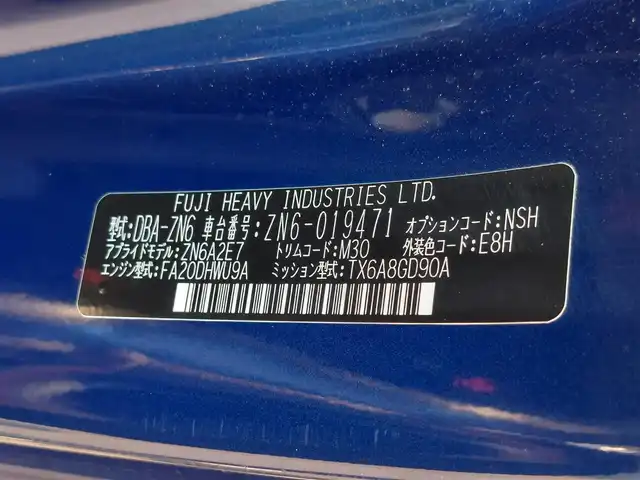 FUJI HEAVY INDUSTRIES LTD.
型式:DBA-ZN6 車台番号:ZN6-019471 オプションコード:NSH
アプライドモデル:ZN6A2E7 トリムコード:M30 外装色コード:E8H
エンジン型式:FA20DHWU9A ミッション型式:TX6A8GD90A